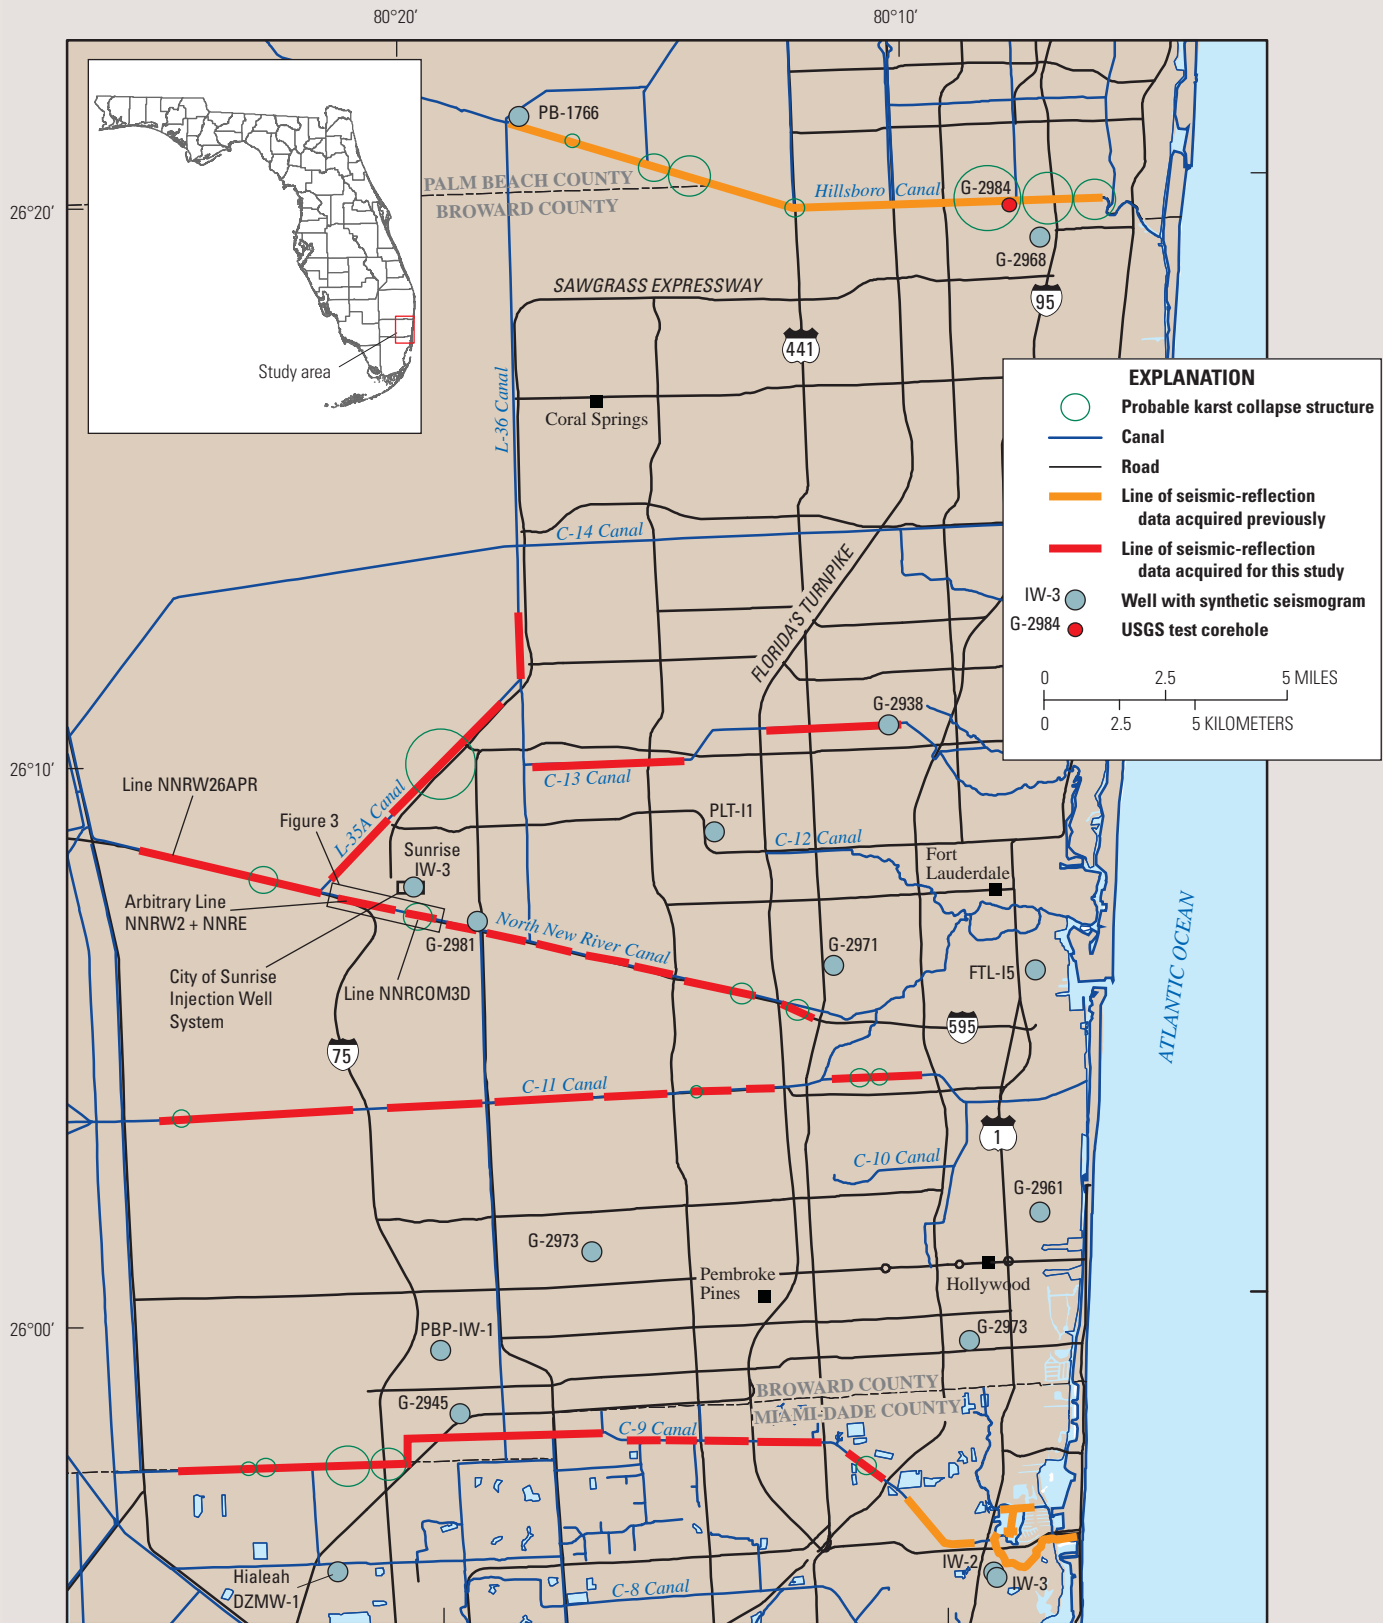 80°20′
80°10′
PB-1766
PALM BEACH COUNTY
BROWARD COUNTY
Hillsboro Canal
G-2984
26°20′
G-2968
SAWGRASS EXPRESSWAY
95
441
Study area
L-36 Canal
Coral Springs
EXPLANATION
Probable karst collapse structure
Canal
Road
Line of seismic-reflection
data acquired previously
Line of seismic-reflection
data acquired for this study
IW-3
Well with synthetic seismogram
G-2984
USGS test corehole
0
2.5
5 MILES
0
2.5
5 KILOMETERS
C-14 Canal
FLORIDA'S TURNPIKE
G-2938
26°10′
C-13 Canal
Line NNRW26APR
L-35A Canal
Figure 3
PLT-I1
C-12 Canal
Sunrise
IW-3
Fort
Lauderdale
Arbitrary Line
NNRW2 + NNRE
G-2981
North New River Canal
G-2971
FTL-I5
ATLANTIC OCEAN
City of Sunrise
Injection Well
System
Line NNRCOM3D
595
75
C-11 Canal
1
C-10 Canal
G-2961
G-2973
Pembroke
Pines
Hollywood
26°00′
PBP-IW-1
G-2973
BROWARD COUNTY
MIAMI-DADE COUNTY
G-2945
C-9 Canal
IW-2
IW-3
Hialeah
DZMW-1
C-8 Canal